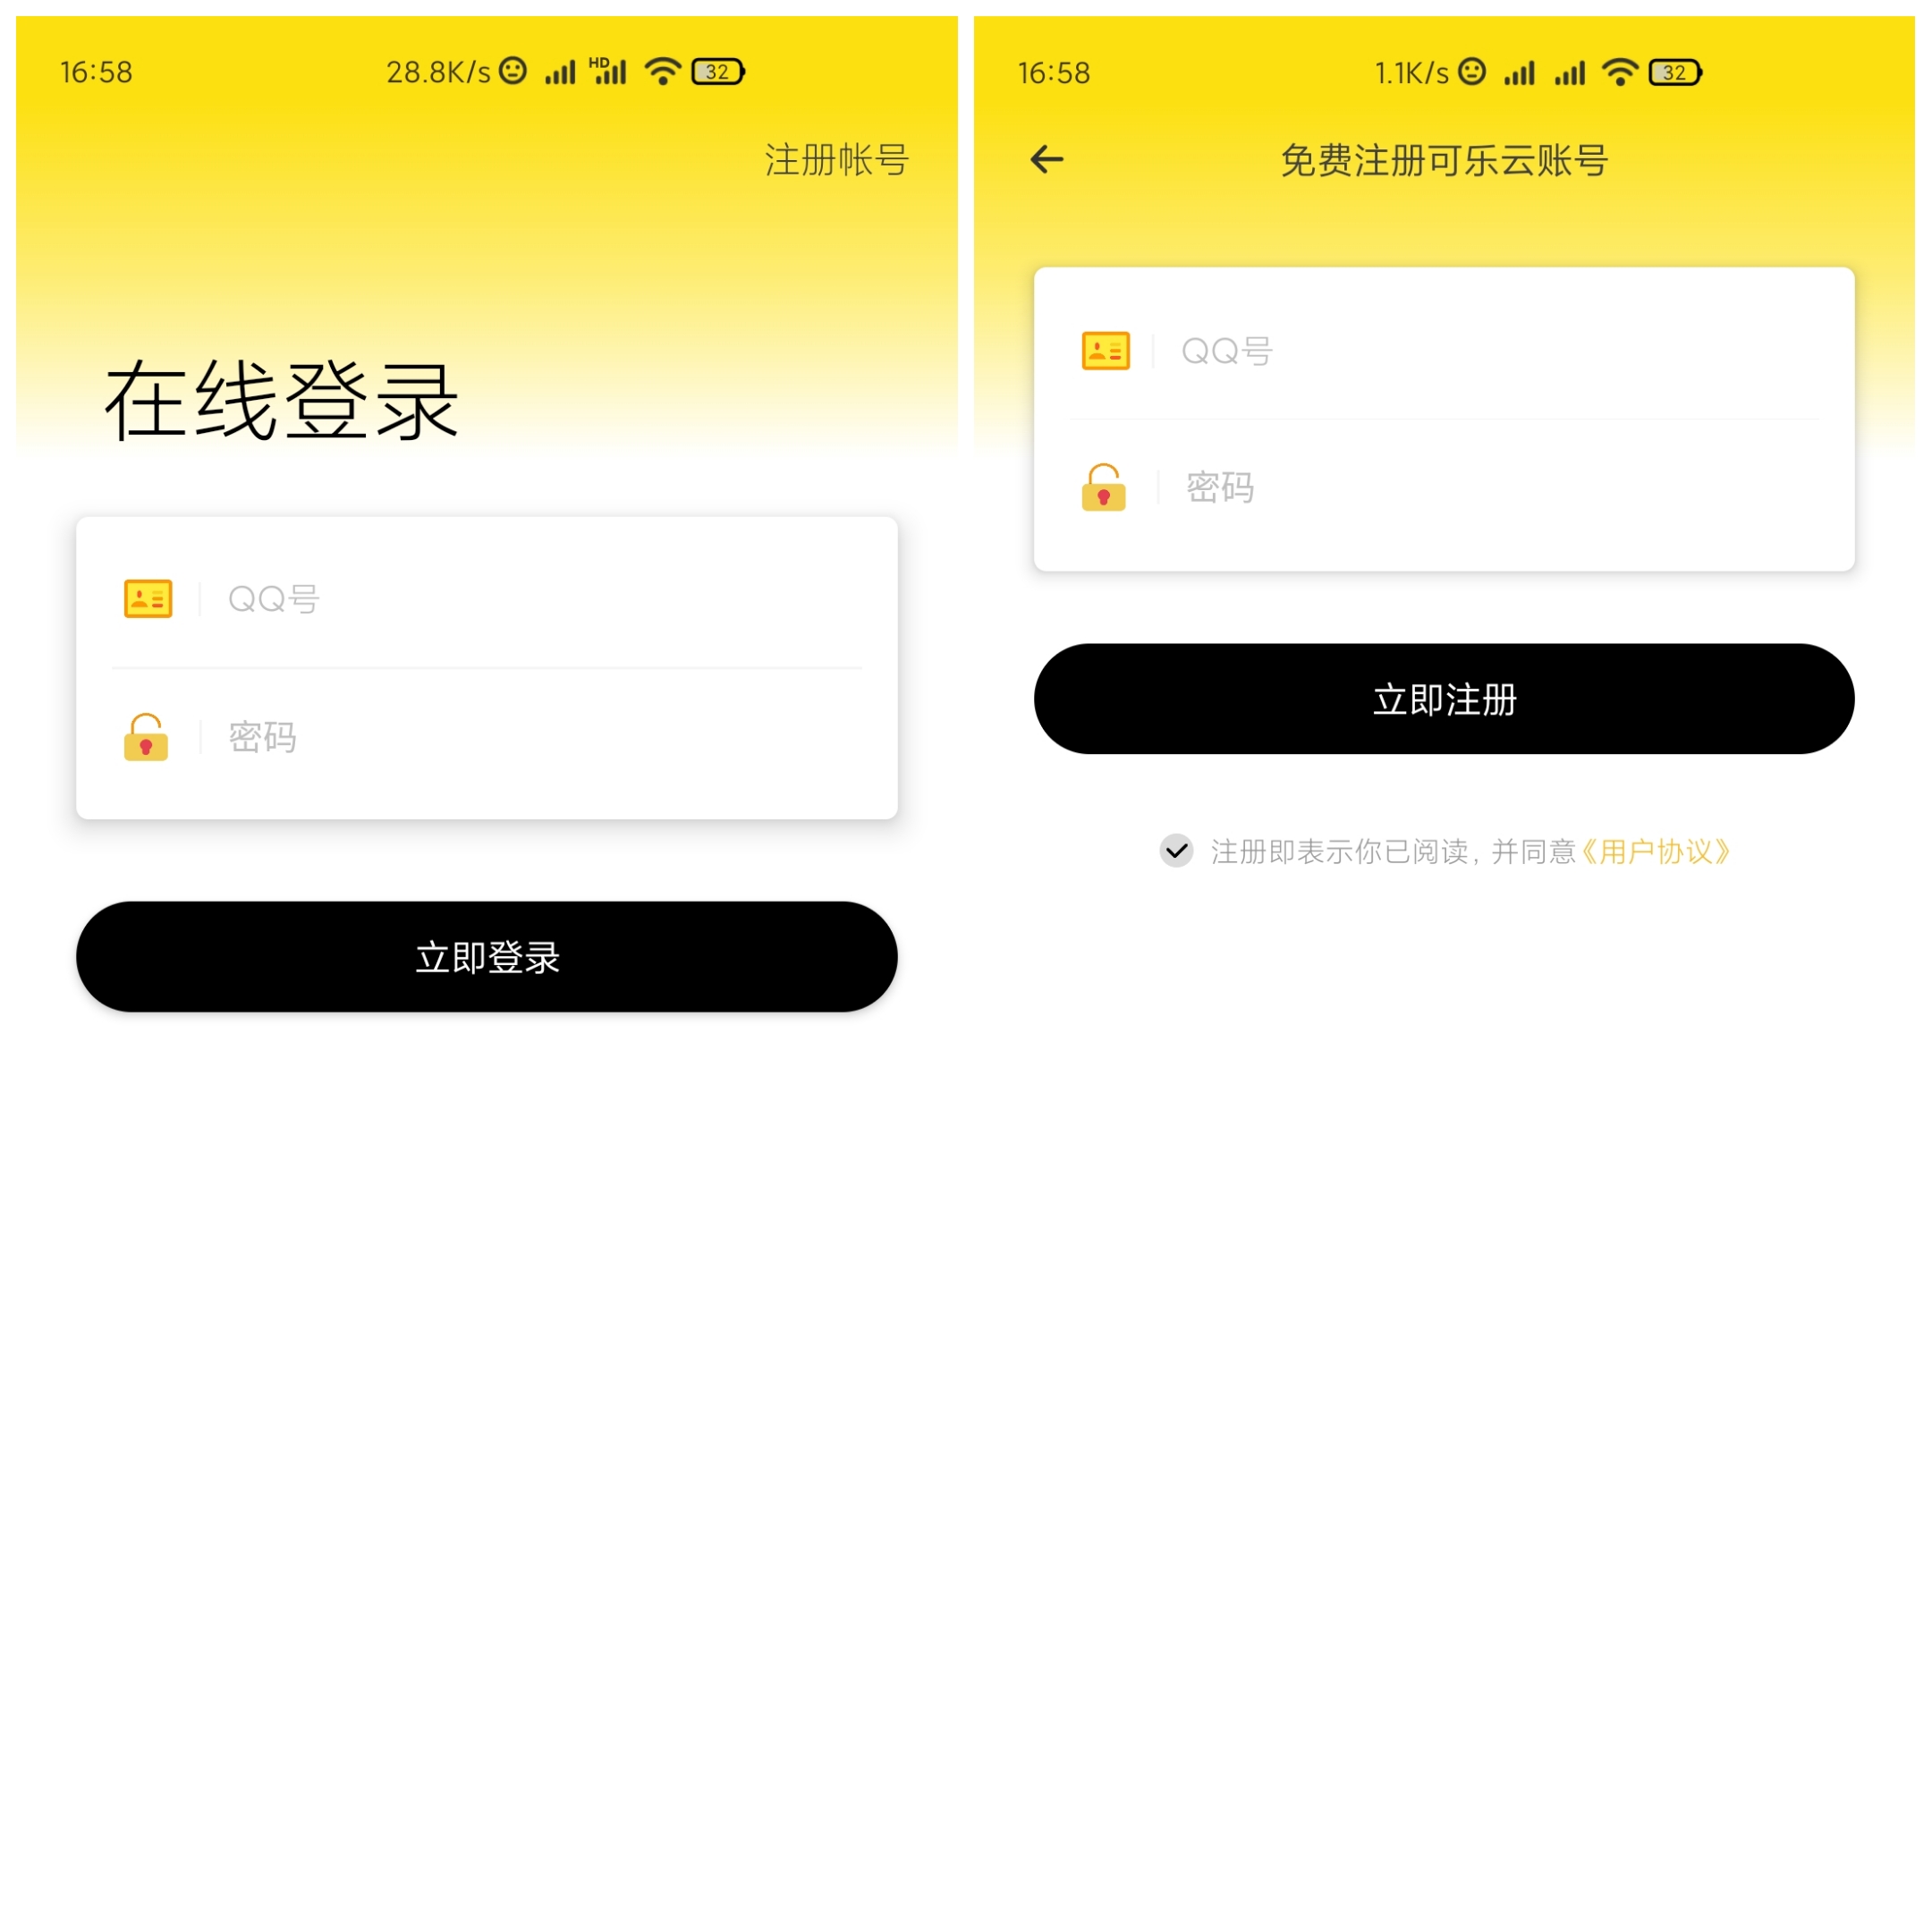 16:58 28.8K/s HD 32
注册帐号
在线登录
QQ号
密码
立即登录
16:58 1.1K/s 32
免费注册可乐云账号
QQ号
密码
立即注册
注册即表示你已阅读, 并同意《用户协议》